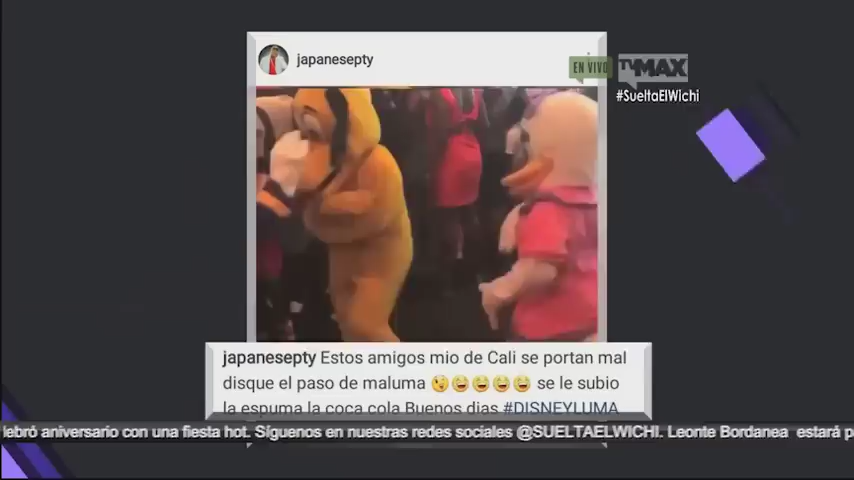 japanesepty
EN VIVO
TVMAX
#SueltaElWichi
japanesepty Estos amigos mio de Cali se portan mal
disque el paso de maluma 😉😂😂😂😂 se le subio
la espuma la coca cola Buenos dias #DISNEYLUMA
lebró aniversario con una fiesta hot. Síguenos en nuestras redes sociales @SUELTAELWICHI. Leonte Bordanea estará p